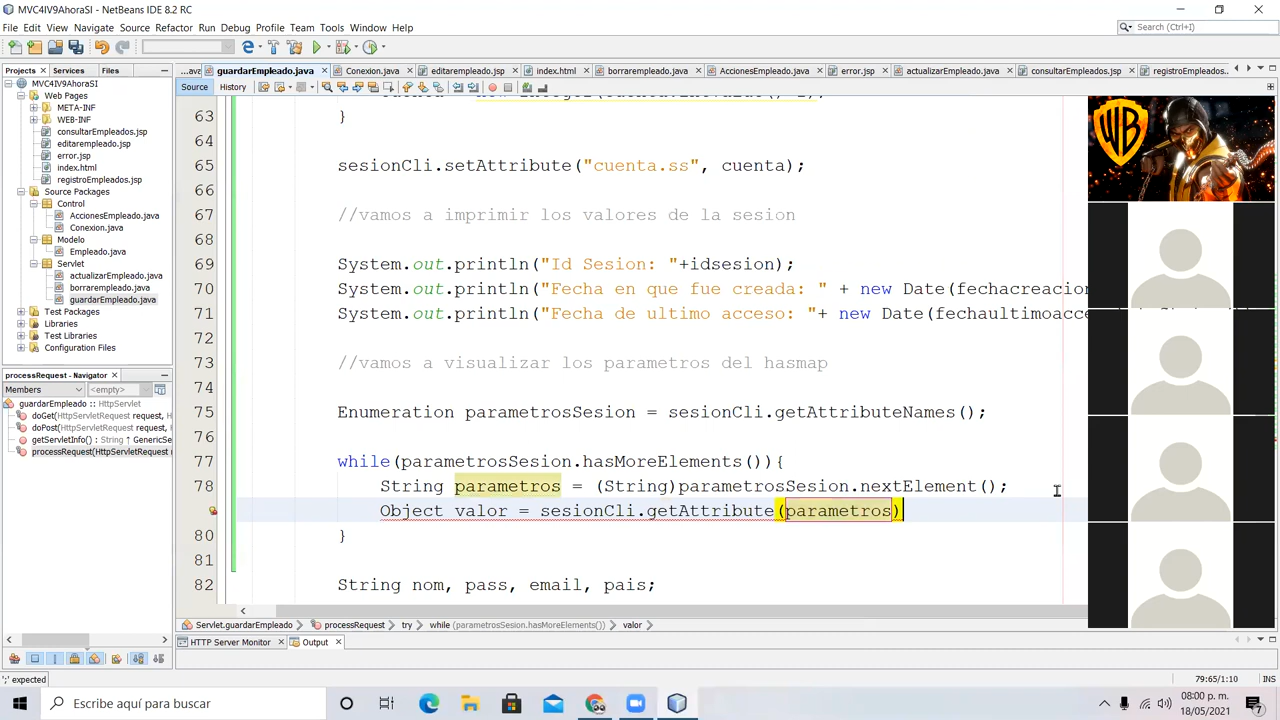 MVC4IV9AhoraSI - NetBeans IDE 8.2 RC
File Edit View Navigate Source Refactor Run Debug Profile Team Tools Window Help
Search (Ctrl+I)
Projects Services Files
...ava guardarEmpleado.java Conexion.java editarempleado.jsp index.html borrarempleado.java AccionesEmpleado.java error.jsp actualizarEmpleado.java consultarEmpleados.jsp registroEmpleados
Source History
MVC4IV9AhoraSI
Web Pages
META-INF
WEB-INF
consultarEmpleados.jsp
editarempleado.jsp
error.jsp
index.html
registroEmpleados.jsp
Source Packages
Control
AccionesEmpleado.java
Conexion.java
Modelo
Empleado.java
Servlet
actualizarEmpleado.java
borrarempleado.java
guardarEmpleado.java
Test Packages
Libraries
Test Libraries
Configuration Files
processRequest - Navigator
Members <empty>
guardarEmpleado :: HttpServlet
doGet(HttpServletRequest request,
doPost(HttpServletRequest request,
getServletInfo() : String ↑ GenericSe
processRequest(HttpServletRequest
63 }
64
65 sesionCli.setAttribute("cuenta.ss", cuenta);
66
67 //vamos a imprimir los valores de la sesion
68
69 System.out.println("Id Sesion: "+idsesion);
70 System.out.println("Fecha en que fue creada: " + new Date(fechacreacion
71 System.out.println("Fecha de ultimo acceso: "+ new Date(fechaultimoacce
72
73 //vamos a visualizar los parametros del hasmap
74
75 Enumeration parametrosSesion = sesionCli.getAttributeNames();
76
77 while(parametrosSesion.hasMoreElements()){
78 String parametros = (String)parametrosSesion.nextElement();
Object valor = sesionCli.getAttribute(parametros)
80 }
81
82 String nom, pass, email, pais;
Servlet.guardarEmpleado processRequest try while (parametrosSesion.hasMoreElements()) valor
HTTP Server Monitor Output
';' expected
79:65/1:10 INS
Escribe aquí para buscar
08:00 p. m.
18/05/2021
7
WB